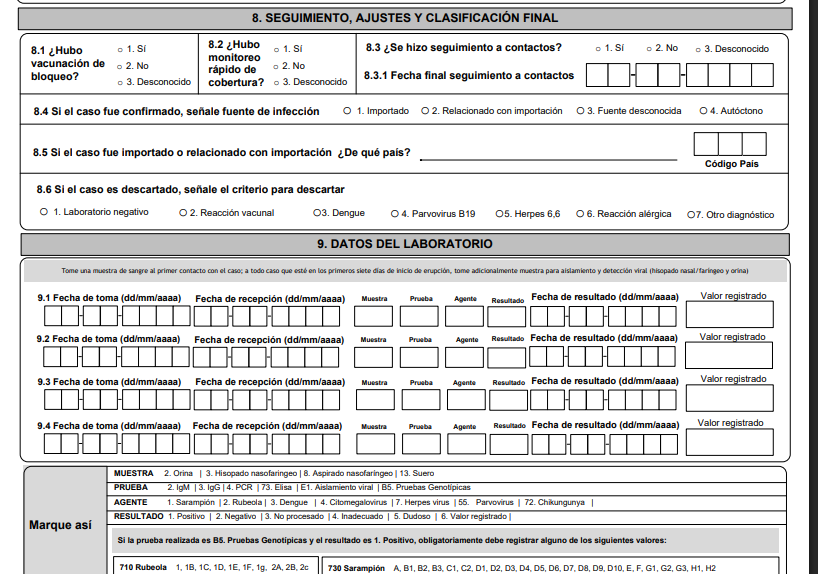 8. SEGUIMIENTO, AJUSTES Y CLASIFICACIÓN FINAL
8.1 ¿Hubo vacunación de bloqueo?
1. Sí
2. No
3. Desconocido
8.2 ¿Hubo monitoreo rápido de cobertura?
1. Sí
2. No
3. Desconocido
8.3 ¿Se hizo seguimiento a contactos? 1. Sí 2. No 3. Desconocido
8.3.1 Fecha final seguimiento a contactos
8.4 Si el caso fue confirmado, señale fuente de infección 1. Importado 2. Relacionado con importación 3. Fuente desconocida 4. Autóctono
8.5 Si el caso fue importado o relacionado con importación ¿De qué país?
Código País
8.6 Si el caso es descartado, señale el criterio para descartar
1. Laboratorio negativo 2. Reacción vacunal 3. Dengue 4. Parvovirus B19 5. Herpes 6,6 6. Reacción alérgica 7. Otro diagnóstico
9. DATOS DEL LABORATORIO
Tome una muestra de sangre al primer contacto con el caso; a todo caso que esté en los primeros siete días de inicio de erupción, tome adicionalmente muestra para aislamiento y detección viral (hisopado nasal/faríngeo y orina)
9.1 Fecha de toma (dd/mm/aaaa) Fecha de recepción (dd/mm/aaaa) Muestra Prueba Agente Resultado Fecha de resultado (dd/mm/aaaa) Valor registrado
9.2 Fecha de toma (dd/mm/aaaa) Fecha de recepción (dd/mm/aaaa) Muestra Prueba Agente Resultado Fecha de resultado (dd/mm/aaaa) Valor registrado
9.3 Fecha de toma (dd/mm/aaaa) Fecha de recepción (dd/mm/aaaa) Muestra Prueba Agente Resultado Fecha de resultado (dd/mm/aaaa) Valor registrado
9.4 Fecha de toma (dd/mm/aaaa) Fecha de recepción (dd/mm/aaaa) Muestra Prueba Agente Resultado Fecha de resultado (dd/mm/aaaa) Valor registrado
Marque así
MUESTRA 2. Orina | 3. Hisopado nasofaringeo | 8. Aspirado nasofaríngeo | 13. Suero
PRUEBA 2. IgM | 3. IgG | 4. PCR | 73. Elisa | E1. Aislamiento viral | B5. Pruebas Genotípicas
AGENTE 1. Sarampión | 2. Rubeola | 3. Dengue | 4. Citomegalovirus | 7. Herpes virus | 55. Parvovirus | 72. Chikungunya |
RESULTADO 1. Positivo | 2. Negativo | 3. No procesado | 4. Inadecuado | 5. Dudoso | 6. Valor registrado |
Si la prueba realizada es B5. Pruebas Genotípicas y el resultado es 1. Positivo, obligatoriamente debe registrar alguno de los siguientes valores:
710 Rubeola 1, 1B, 1C, 1D, 1E, 1F, 1g, 2A, 2B, 2c
730 Sarampión A, B1, B2, B3, C1, C2, D1, D2, D3, D4, D5, D6, D7, D8, D9, D10, E, F, G1, G2, G3, H1, H2